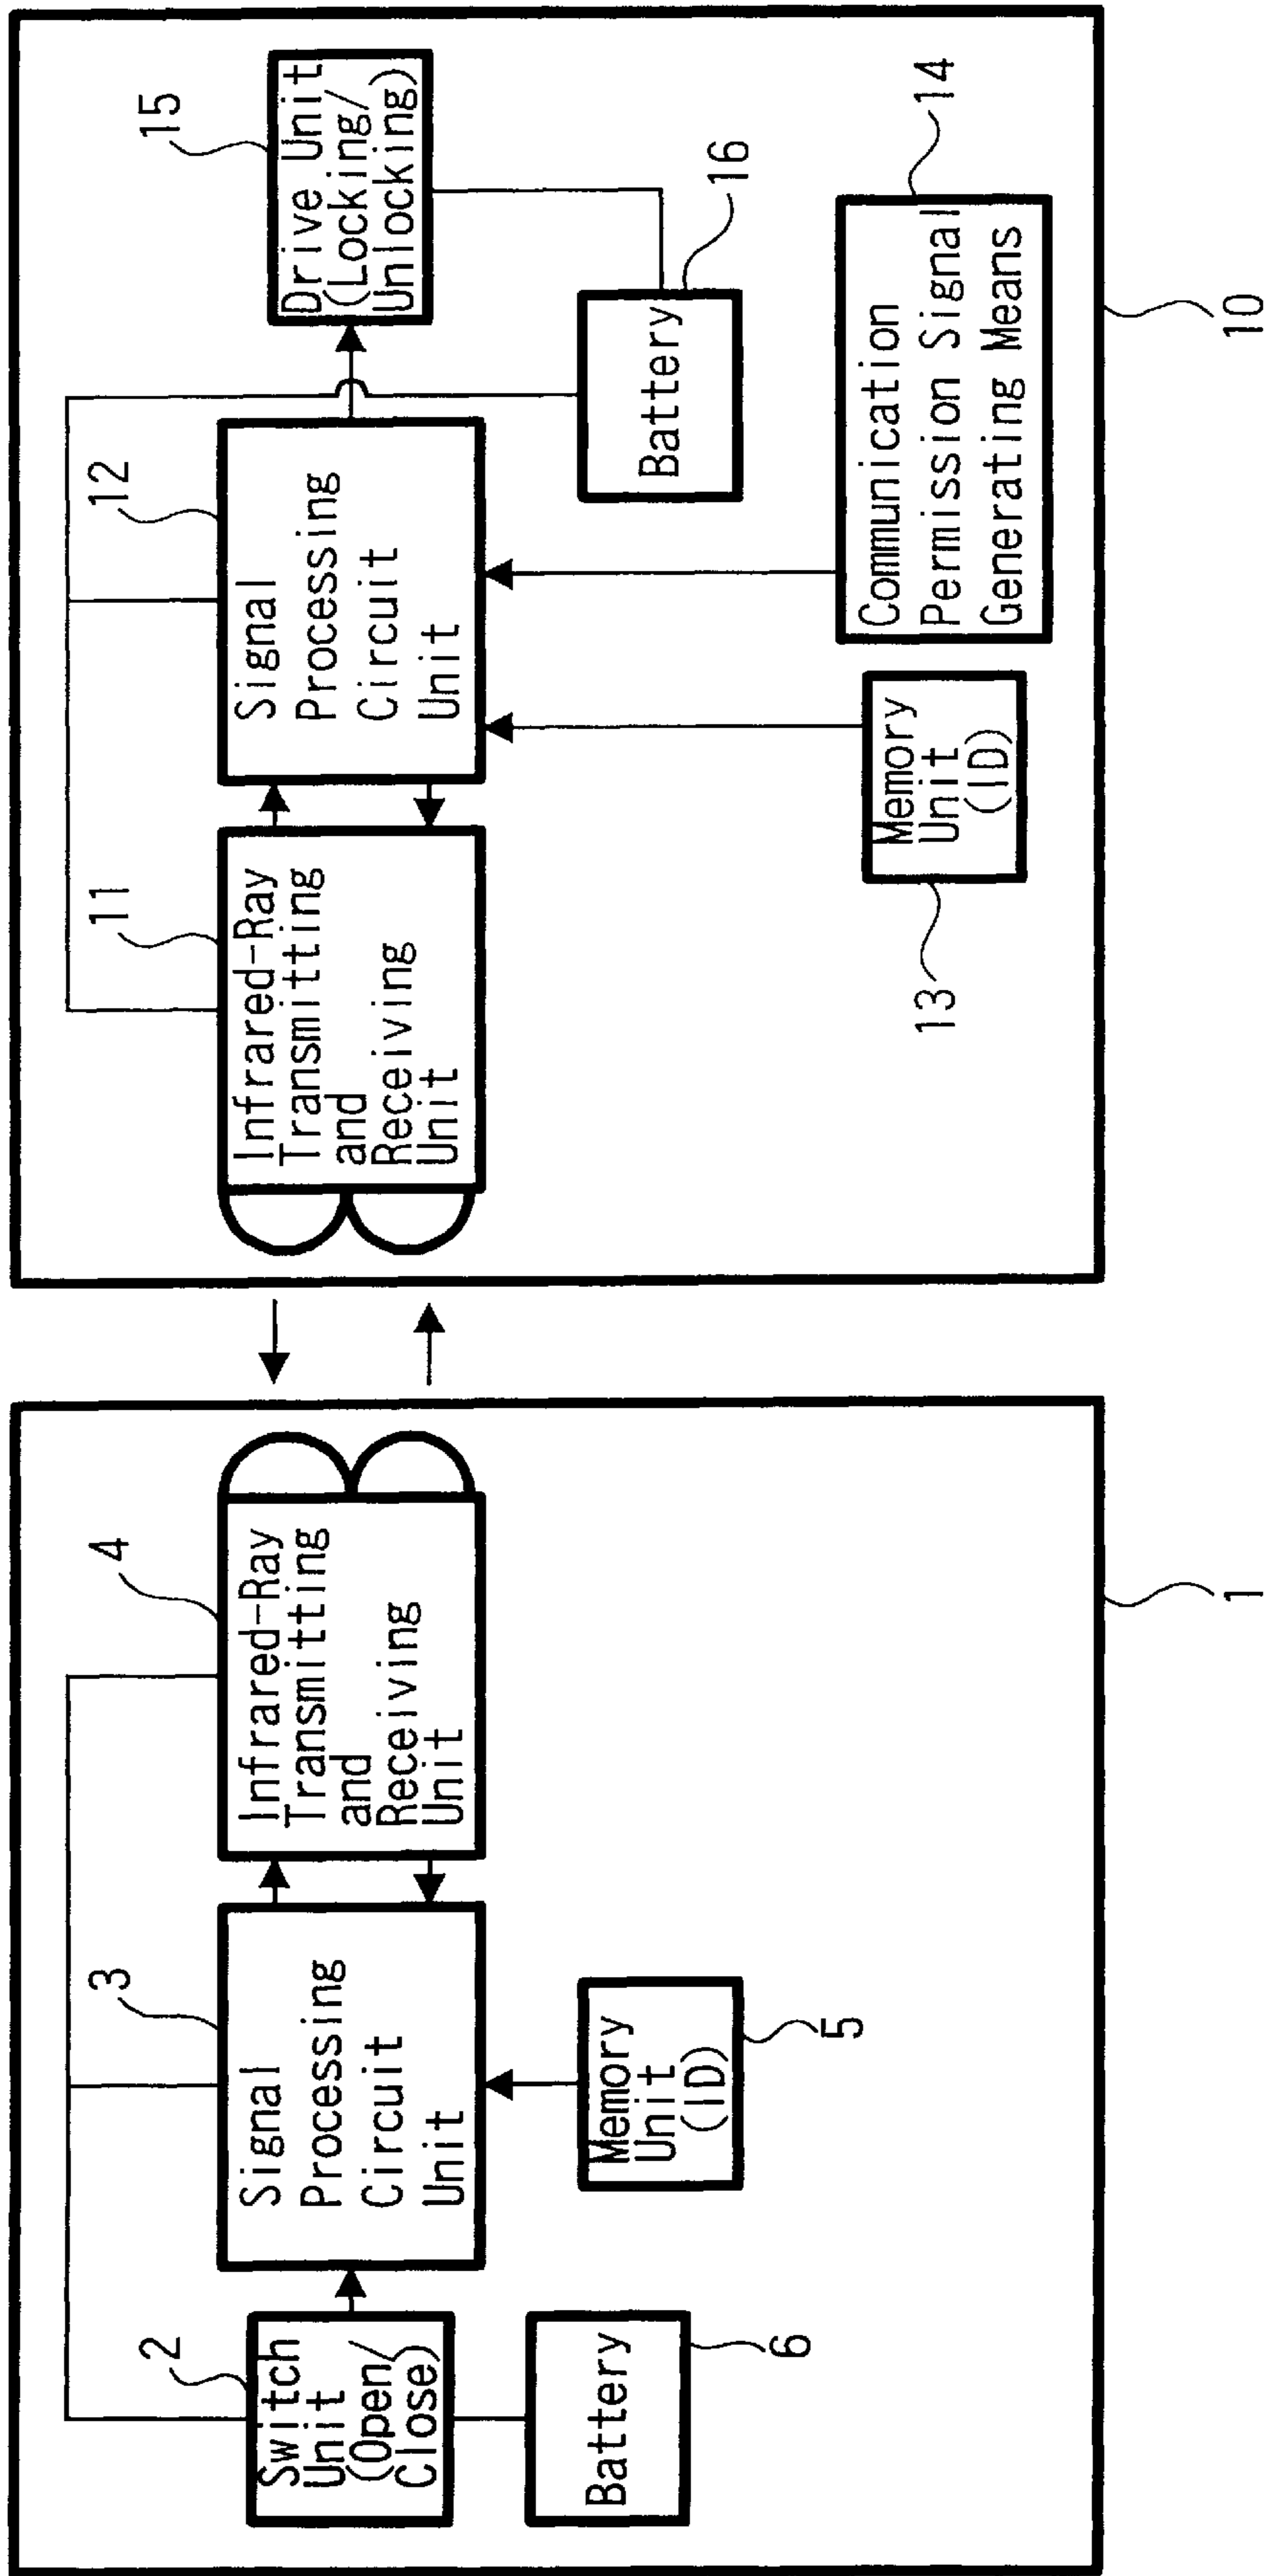 2
Switch
Unit
(Open/
Close)
6
Battery
3
Signal
Processing
Circuit
Unit
5
Memory
Unit
(ID)
4
Infrared-Ray
Transmitting
and
Receiving
Unit
1
11
Infrared-Ray
Transmitting
and
Receiving
Unit
12
Signal
Processing
Circuit
Unit
13
Memory
Unit
(ID)
14
Communication
Permission Signal
Generating Means
15
Drive Unit
(Locking/
Unlocking)
16
Battery
10